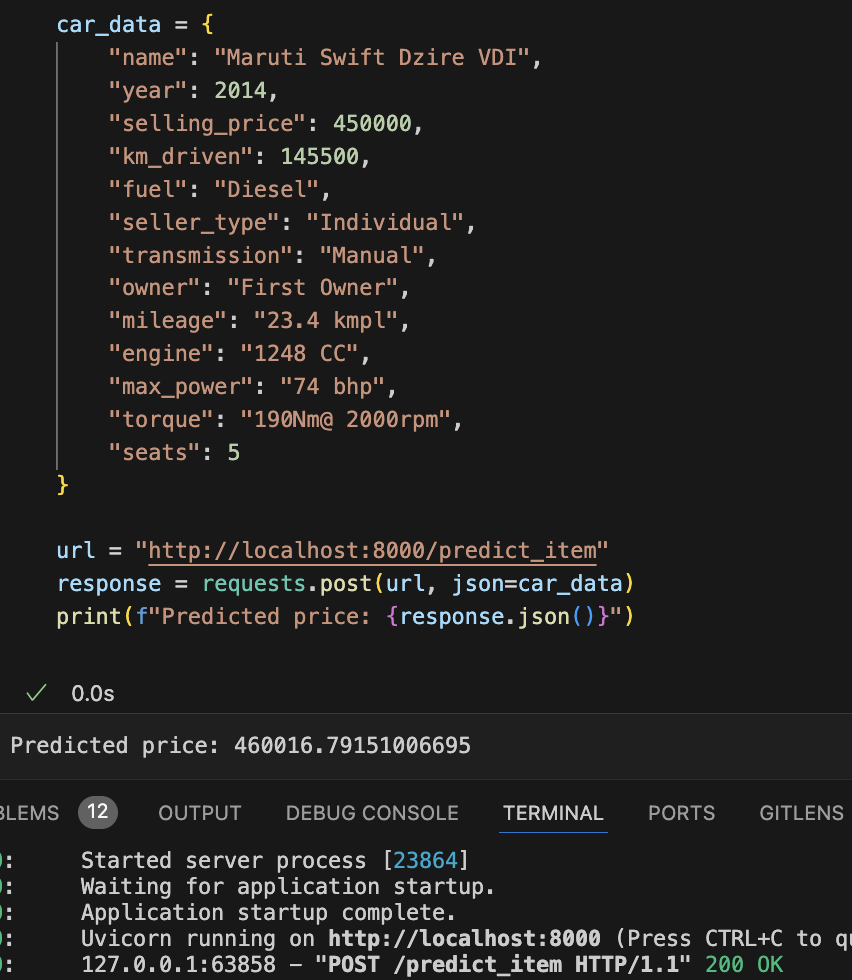 car_data = {
"name": "Maruti Swift Dzire VDI",
"year": 2014,
"selling_price": 450000,
"km_driven": 145500,
"fuel": "Diesel",
"seller_type": "Individual",
"transmission": "Manual",
"owner": "First Owner",
"mileage": "23.4 kmpl",
"engine": "1248 CC",
"max_power": "74 bhp",
"torque": "190Nm@ 2000rpm",
"seats": 5
}
url = "http://localhost:8000/predict_item"
response = requests.post(url, json=car_data)
print(f"Predicted price: {response.json()}")
0.0s
Predicted price: 460016.79151006695
BLEMS 12 OUTPUT DEBUG CONSOLE TERMINAL PORTS GITLENS
: Started server process [23864]
: Waiting for application startup.
: Application startup complete.
: Uvicorn running on http://localhost:8000 (Press CTRL+C to qu
: 127.0.0.1:63858 – "POST /predict_item HTTP/1.1" 200 OK